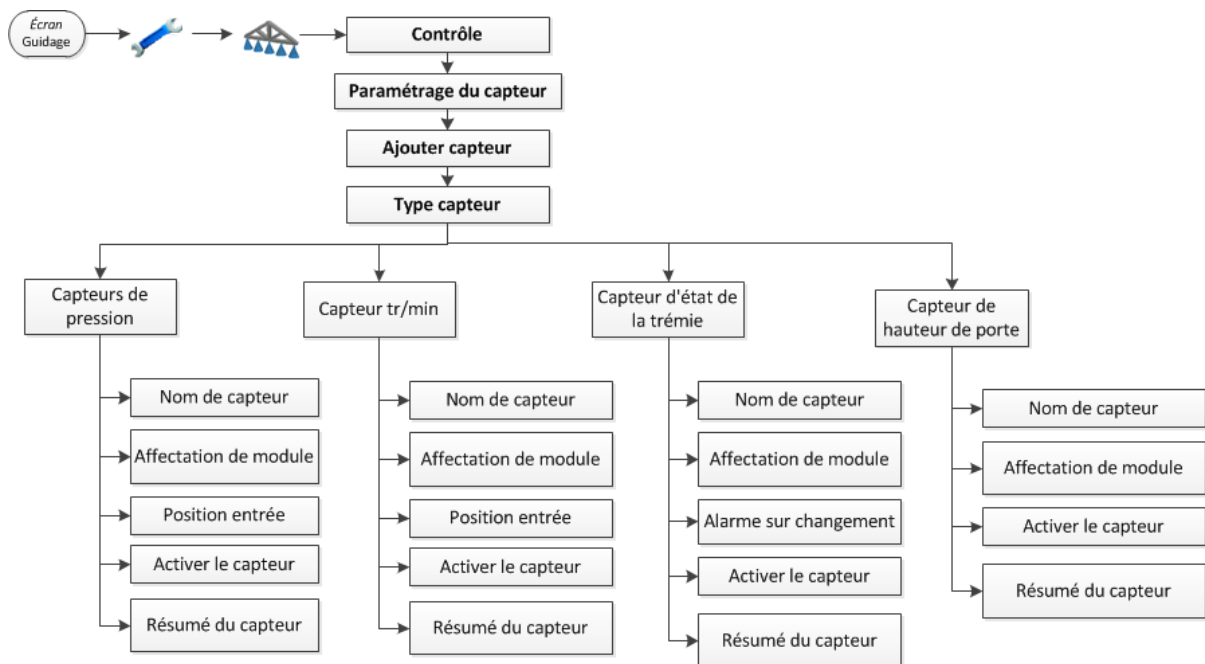 Écran
Guidage
Contrôle
Paramétrage du capteur
Ajouter capteur
Type capteur
Capteurs de
pression
Nom de capteur
Affectation de module
Position entrée
Activer le capteur
Résumé du capteur
Capteur tr/min
Nom de capteur
Affectation de module
Position entrée
Activer le capteur
Résumé du capteur
Capteur d'état de
la trémie
Nom de capteur
Affectation de module
Alarme sur changement
Activer le capteur
Résumé du capteur
Capteur de
hauteur de porte
Nom de capteur
Affectation de module
Activer le capteur
Résumé du capteur